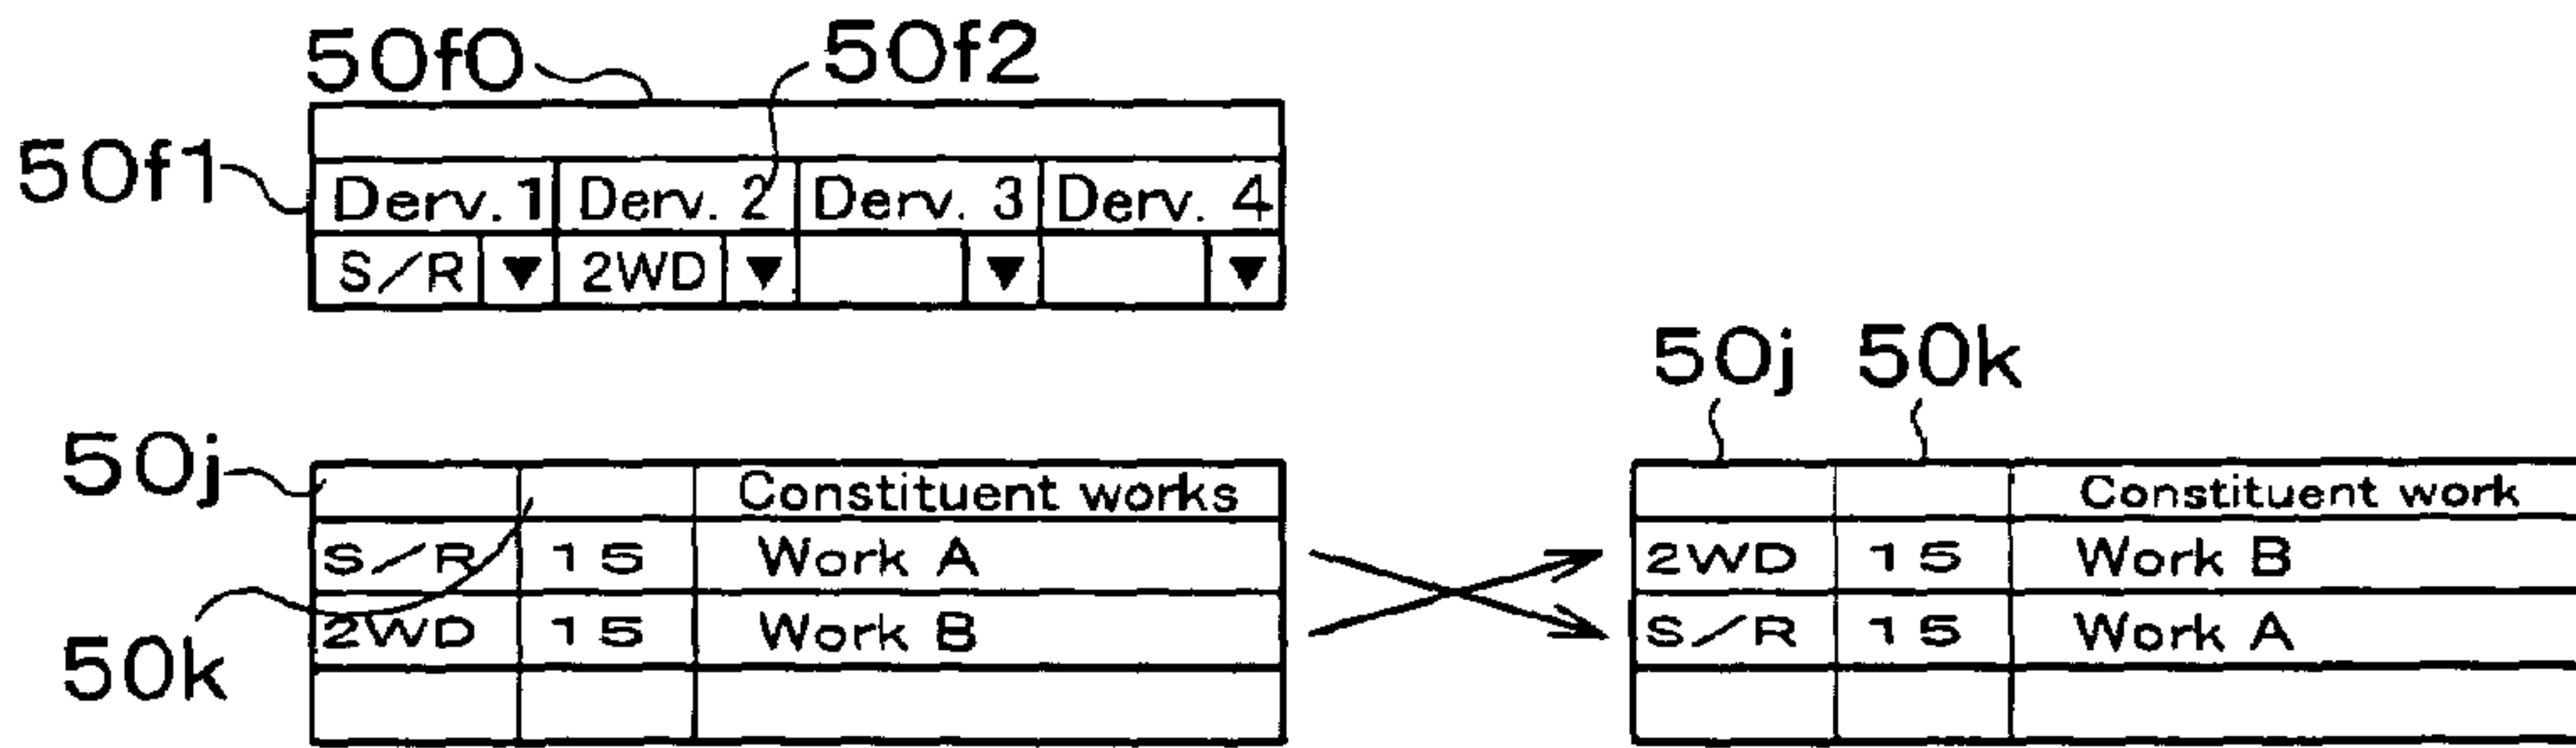 50f0 50f2
50f1
Derv. 1 Derv. 2 Derv. 3 Derv. 4
S/R ▼ 2WD ▼ ▼ ▼
50j 50k
50j
Constituent works
S/R 15 Work A
2WD 15 Work B
50k
Constituent work
2WD 15 Work B
S/R 15 Work A